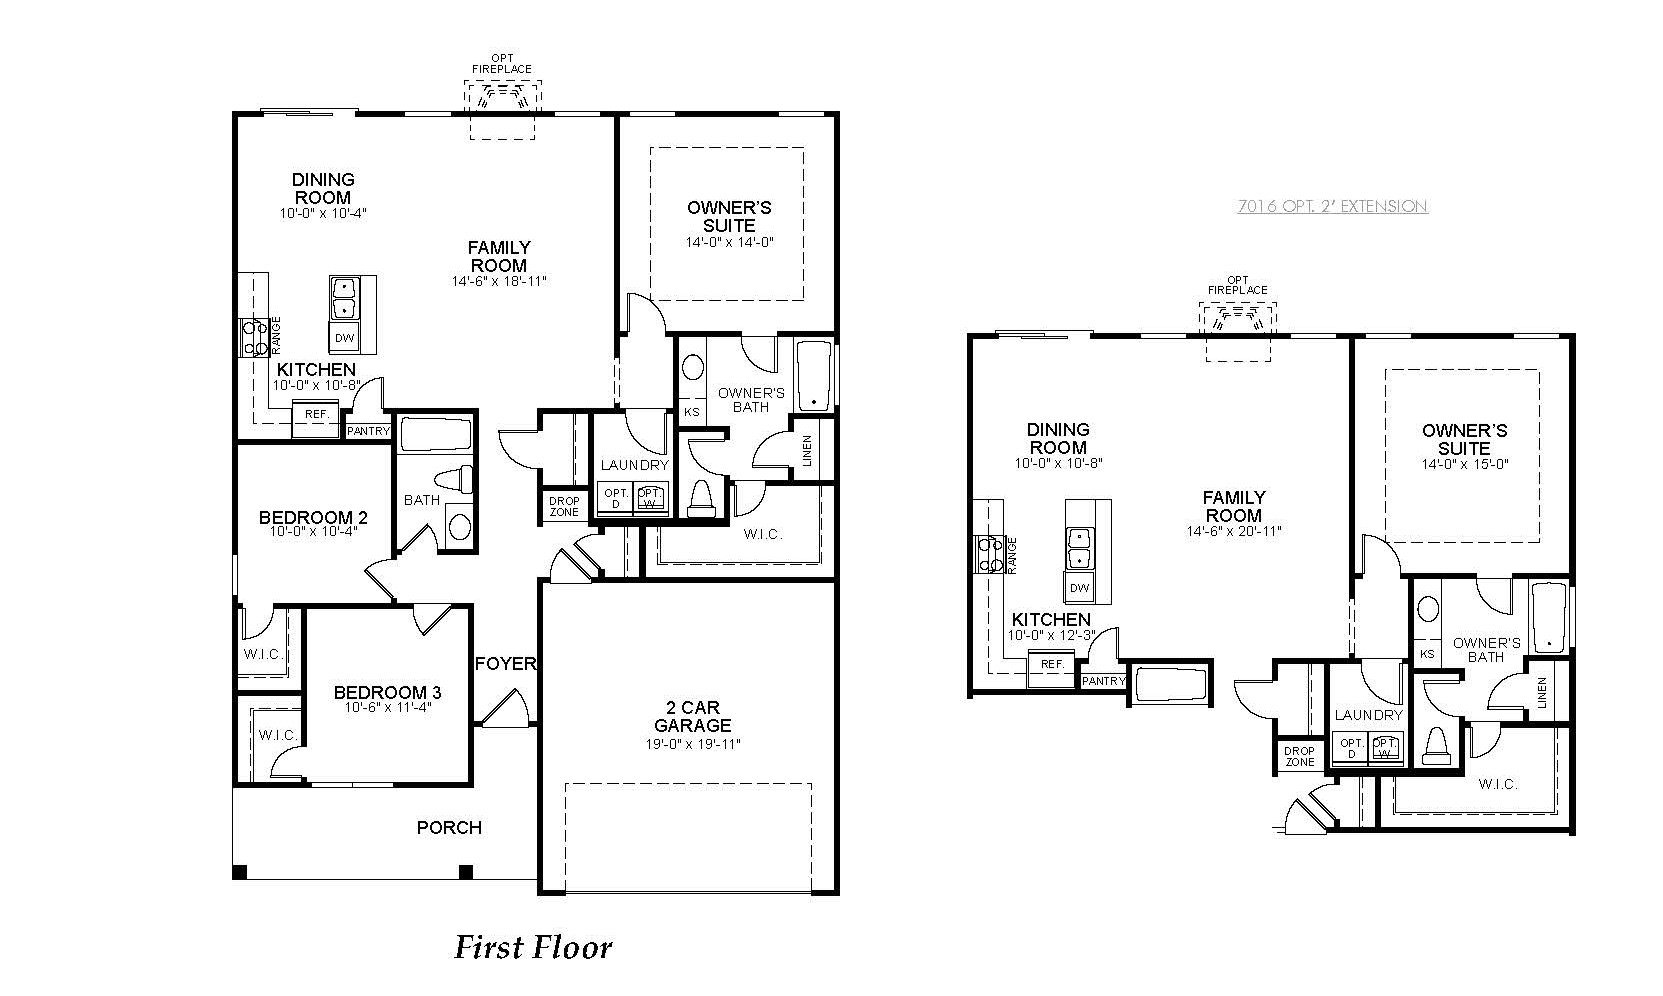 OPT
FIREPLACE
DINING
ROOM
10'-0" x 10'-4"
FAMILY
ROOM
14'-6" x 18'-11"
OWNER'S
SUITE
14'-0" x 14'-0"
RANGE
DW
KITCHEN
10'-0" x 10'-8"
REF.
PANTRY
KS
OWNER'S
BATH
LINEN
LAUNDRY
OPT.
D
OPT.
W
DROP
ZONE
W.I.C.
BATH
BEDROOM 2
10'-0" x 10'-4"
W.I.C.
FOYER
BEDROOM 3
10'-6" x 11'-4"
W.I.C.
2 CAR
GARAGE
19'-0" x 19'-11"
PORCH
First Floor
7016 OPT. 2' EXTENSION
OPT
FIREPLACE
DINING
ROOM
10'-0" x 10'-8"
FAMILY
ROOM
14'-6" x 20'-11"
OWNER'S
SUITE
14'-0" x 15'-0"
RANGE
DW
KITCHEN
10'-0" x 12'-3"
REF.
PANTRY
KS
OWNER'S
BATH
LINEN
LAUNDRY
OPT.
D
OPT.
W
DROP
ZONE
W.I.C.